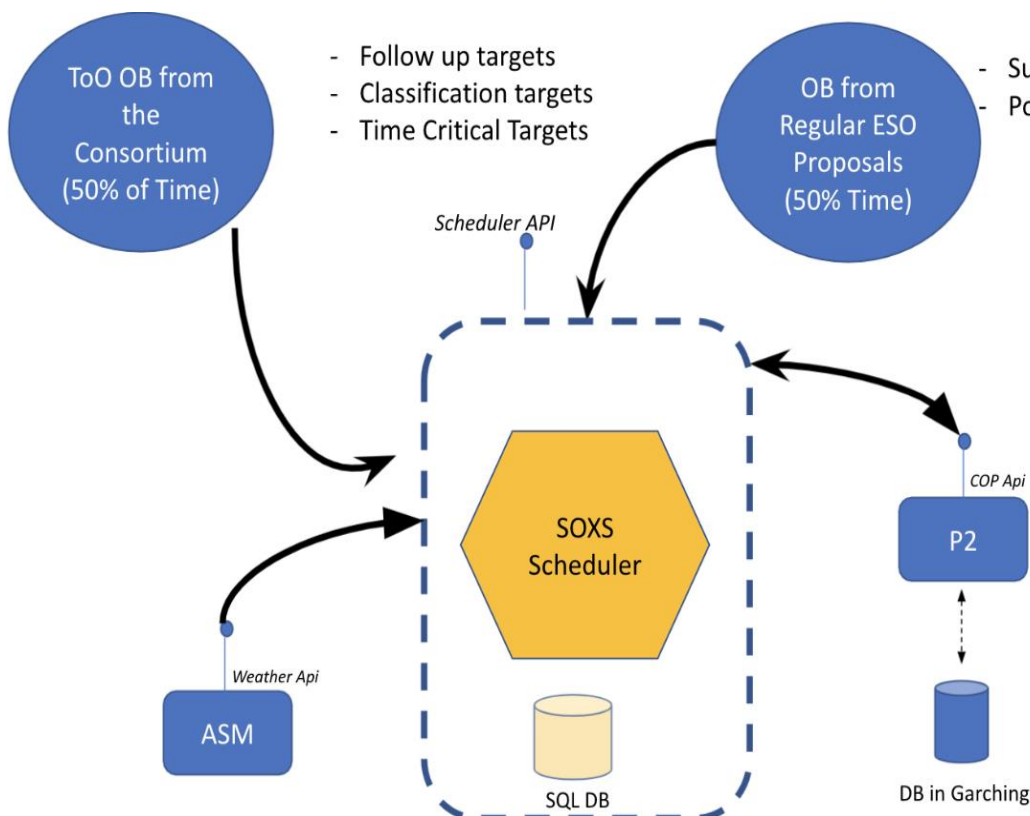 ToO OB from
the
Consortium
(50% of Time)
- Follow up targets
- Classification targets
- Time Critical Targets
OB from
Regular ESO
Proposals
(50% Time)
Scheduler API
SOXS
Scheduler
COP Api
P2
Weather Api
ASM
SQL DB
DB in Garching